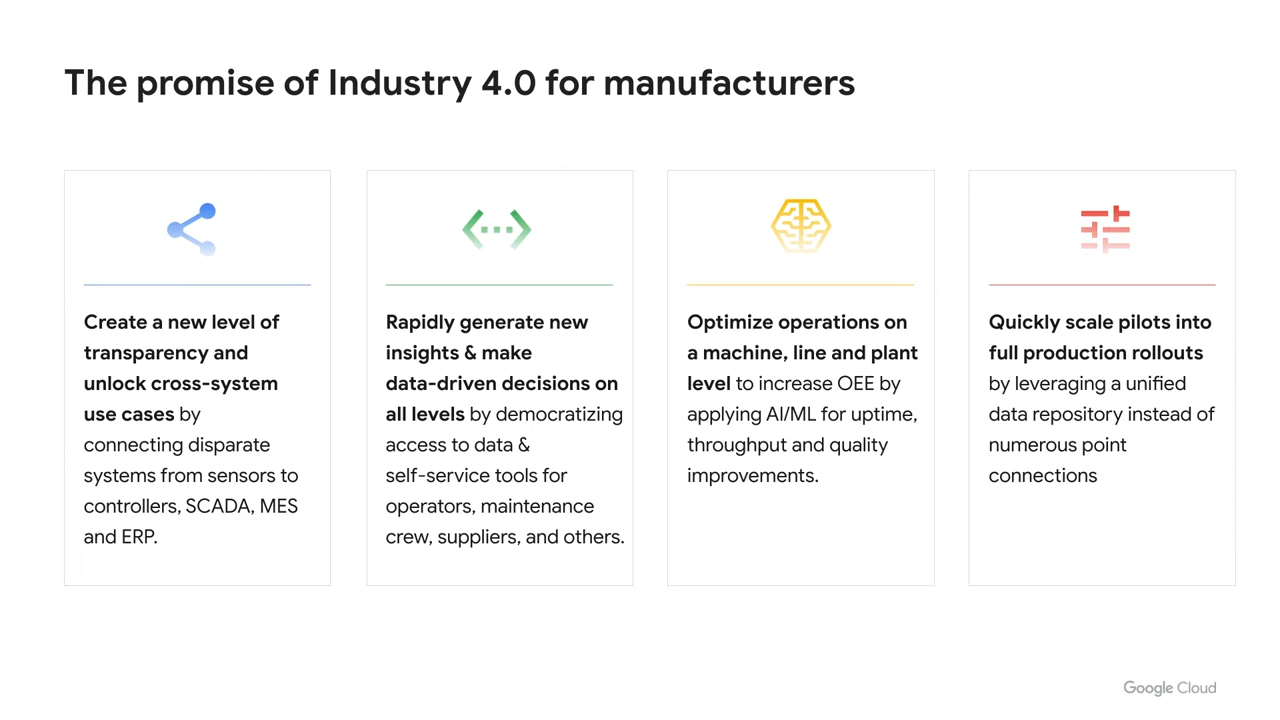 The promise of Industry 4.0 for manufacturers
Create a new level of
transparency and
unlock cross-system
use cases by
connecting disparate
systems from sensors to
controllers, SCADA, MES
and ERP.
Rapidly generate new
insights & make
data-driven decisions on
all levels by democratizing
access to data &
self-service tools for
operators, maintenance
crew, suppliers, and others.
Optimize operations on
a machine, line and plant
level to increase OEE by
applying AI/ML for uptime,
throughput and quality
improvements.
Quickly scale pilots into
full production rollouts
by leveraging a unified
data repository instead of
numerous point
connections
Google Cloud